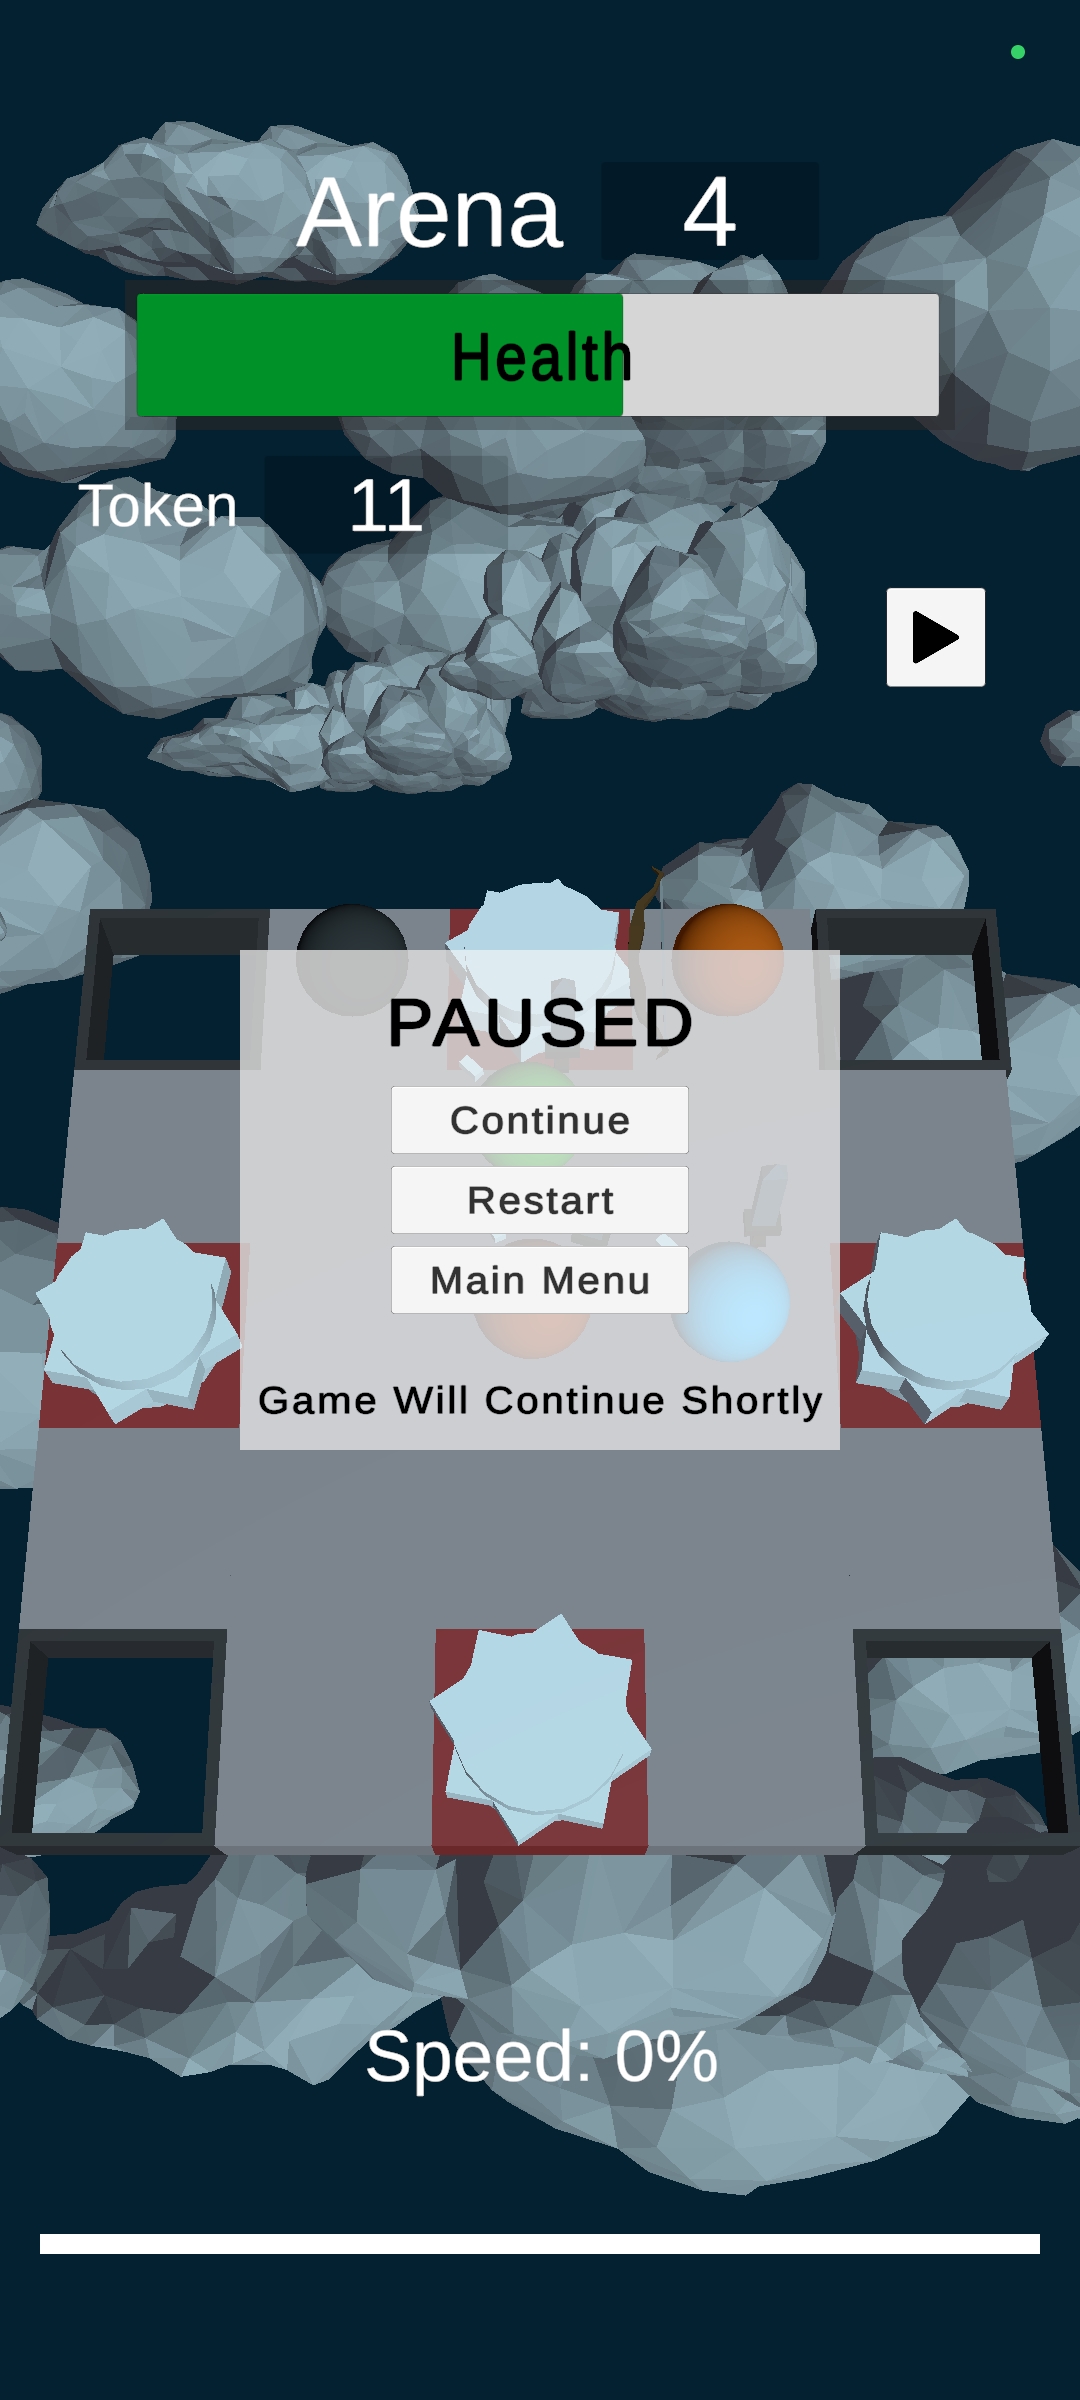 Arena 4
Health
Token 11
PAUSED
Continue
Restart
Main Menu
Game Will Continue Shortly
Speed: 0%